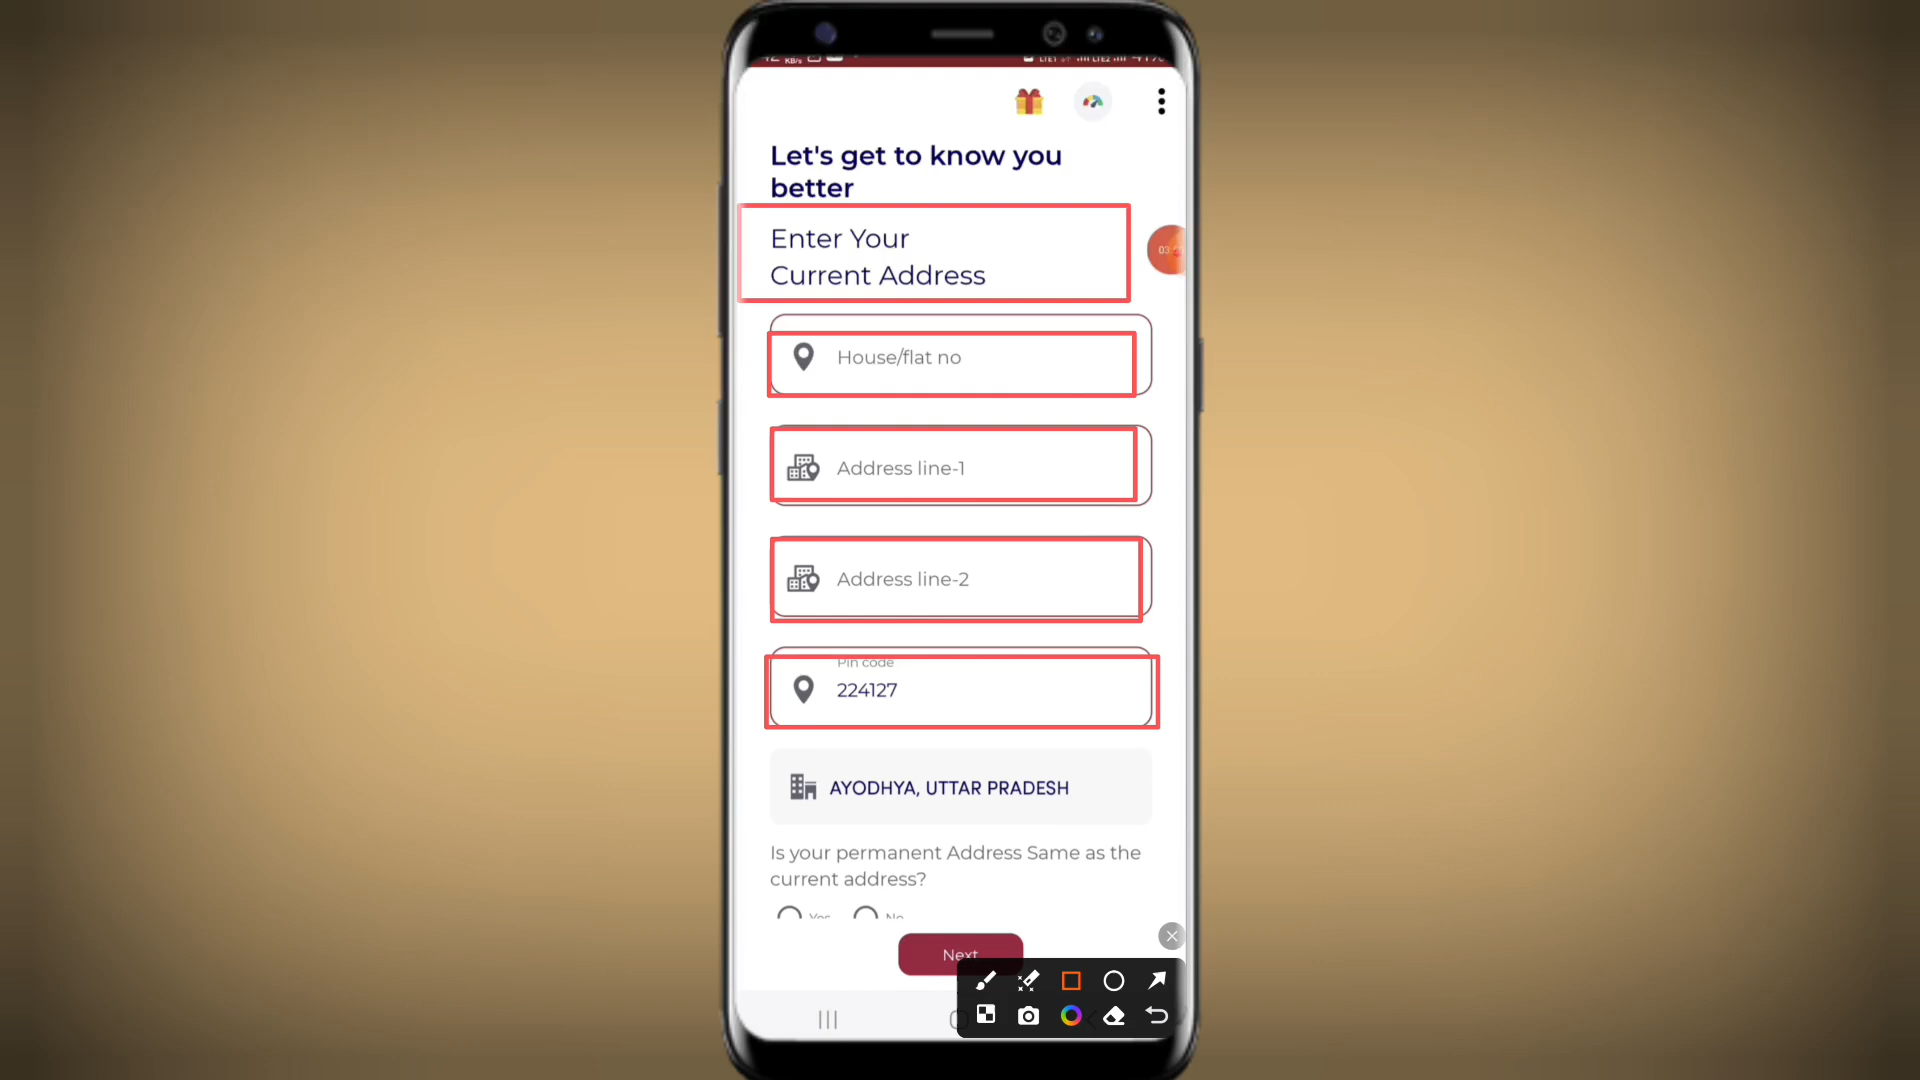 KB/s
Let's get to know you
better
Enter Your
Current Address
House/flat no
Address line-1
Address line-2
Pin code
224127
AYODHYA, UTTAR PRADESH
Is your permanent Address Same as the
current address?
Yes No
Next